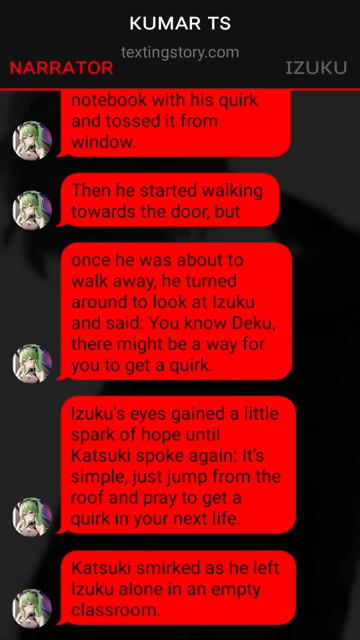 KUMAR TS
textingstory.com
NARRATOR
IZUKU
notebook with his quirk
and tossed it from
window.
Then he started walking
towards the door, but
once he was about to
walk away, he turned
around to look at Izuku
and said: You know Deku,
there might be a way for
you to get a quirk.
Izuku's eyes gained a little
spark of hope until
Katsuki spoke again: It's
simple, just jump from the
roof and pray to get a
quirk in your next life.
Katsuki smirked as he left
Izuku alone in an empty
classroom.